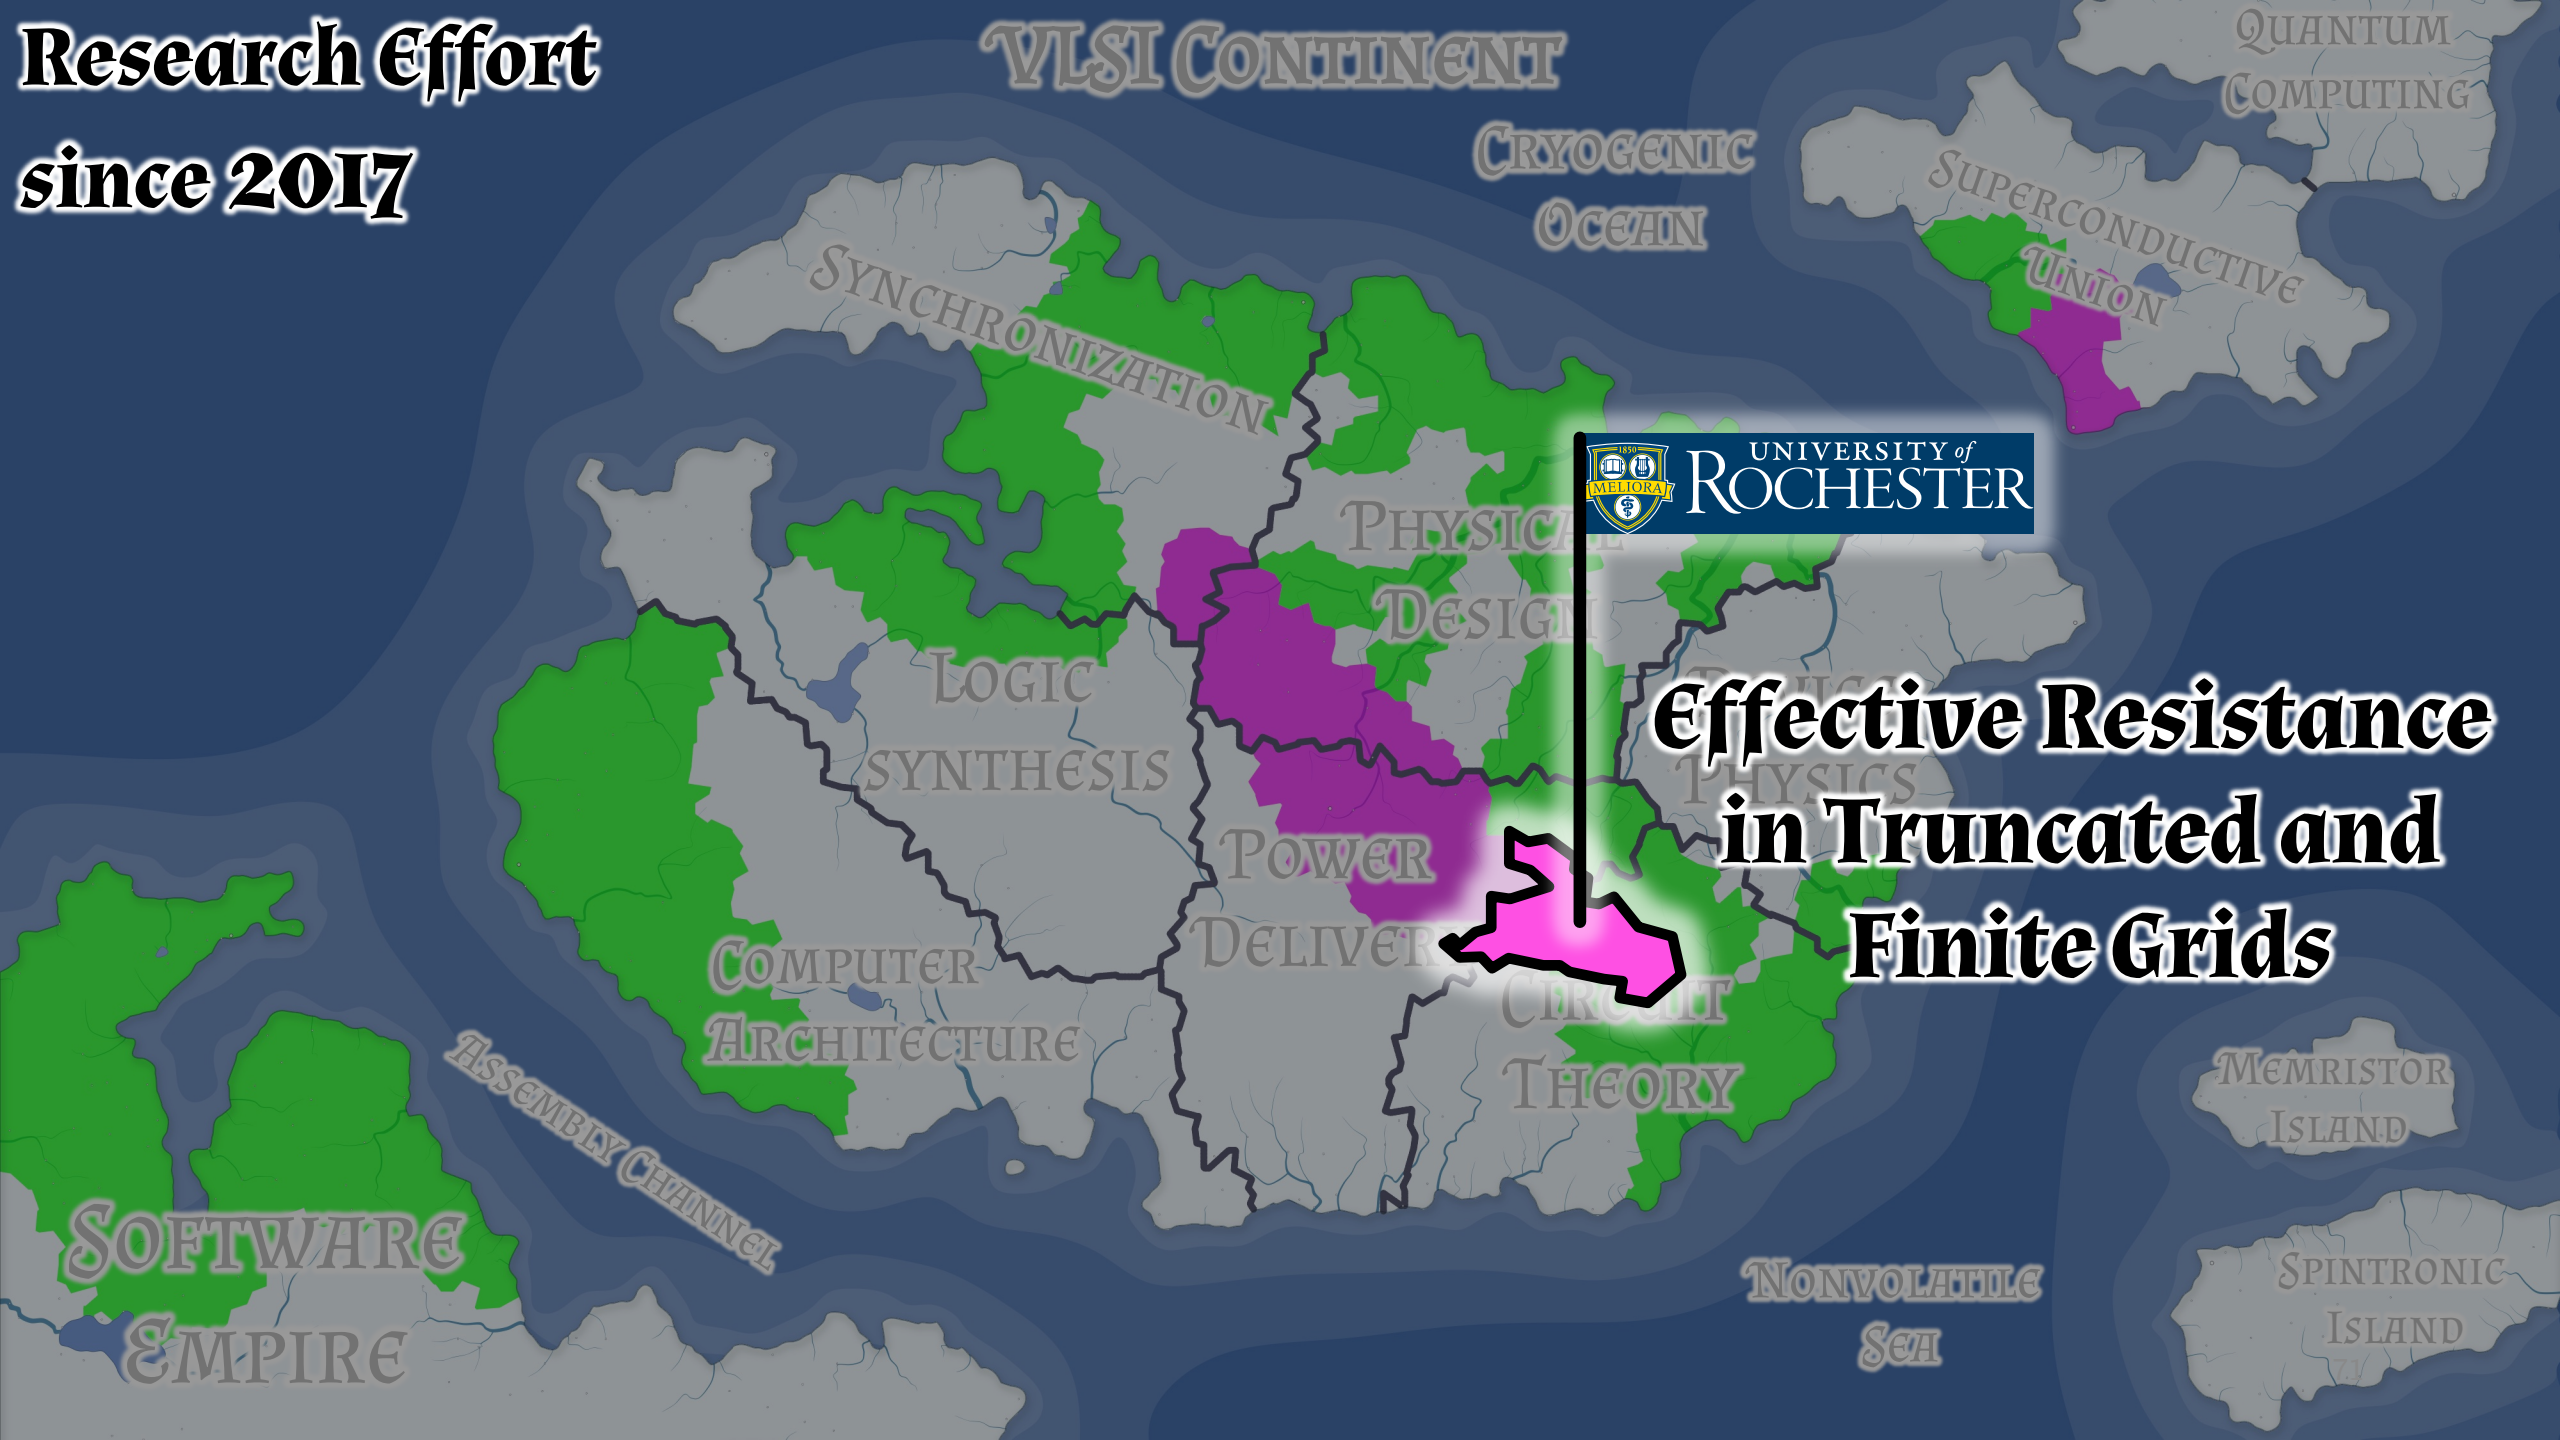 Research Effort
since 2017
VLSI Continent
Quantum
Computing
Cryogenic
Ocean
Superconductive
Union
Synchronization
1850
MELIORA
UNIVERSITY of
ROCHESTER
Physical
Design
Logic
synthesis
Physics
Effective Resistance
in Truncated and
Finite Grids
Power
Delivery
Computer
Architecture
Circuit
Theory
Assembly Channel
Memristor
Island
Software
Empire
Nonvolatile
Sea
Spintronic
Island
71